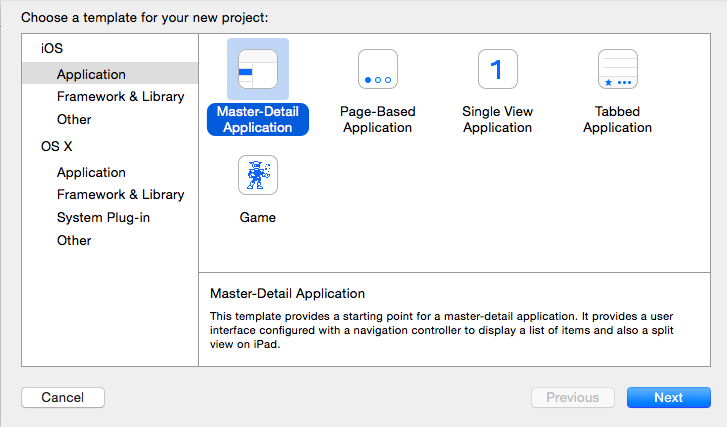 Choose a template for your new project:
iOS
Application
Framework & Library
Other
OS X
Application
Framework & Library
System Plug-in
Other
Master-Detail
Application
Page-Based
Application
1
Single View
Application
Tabbed
Application
Game
Master-Detail Application
This template provides a starting point for a master-detail application. It provides a user
interface configured with a navigation controller to display a list of items and also a split
view on iPad.
Cancel
Previous
Next